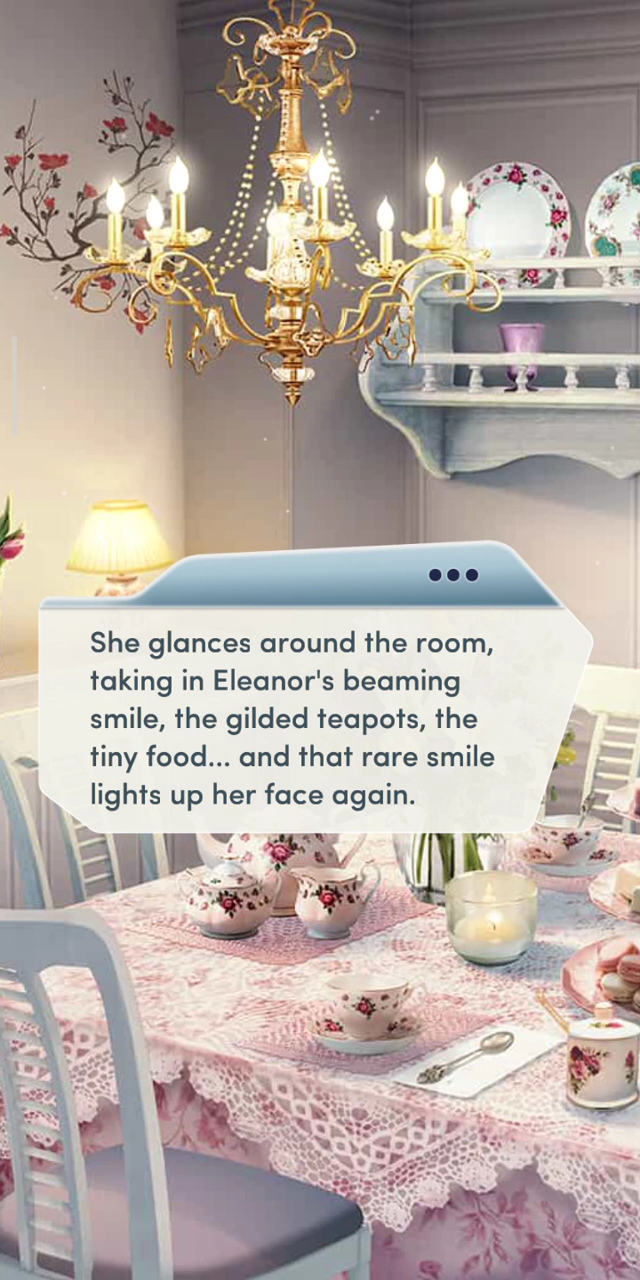 She glances around the room,
taking in Eleanor's beaming
smile, the gilded teapots, the
tiny food... and that rare smile
lights up her face again.